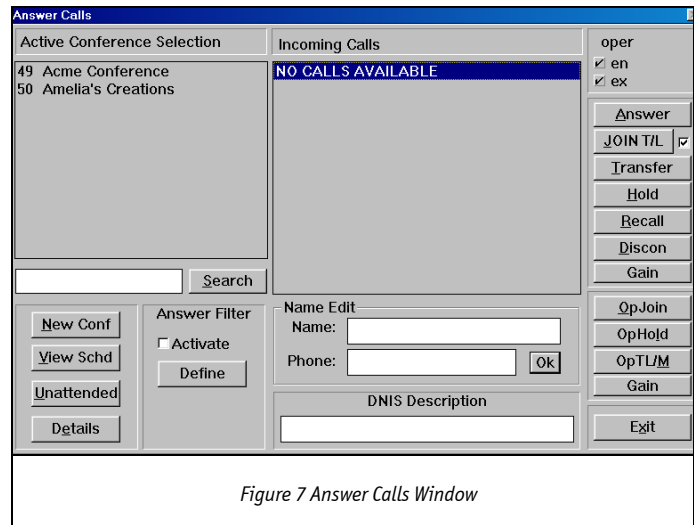 Answer Calls
Active Conference Selection
49 Acme Conference
50 Amelia's Creations
Search
New Conf
View Schd
Unattended
Details
Answer Filter
Activate
Define
Incoming Calls
NO CALLS AVAILABLE
Name Edit
Name:
Phone:
Ok
DNIS Description
oper
en
ex
Answer
JOIN T/L
Transfer
Hold
Recall
Discon
Gain
OpJoin
OpHold
OpTL/M
Gain
Exit
Figure 7 Answer Calls Window